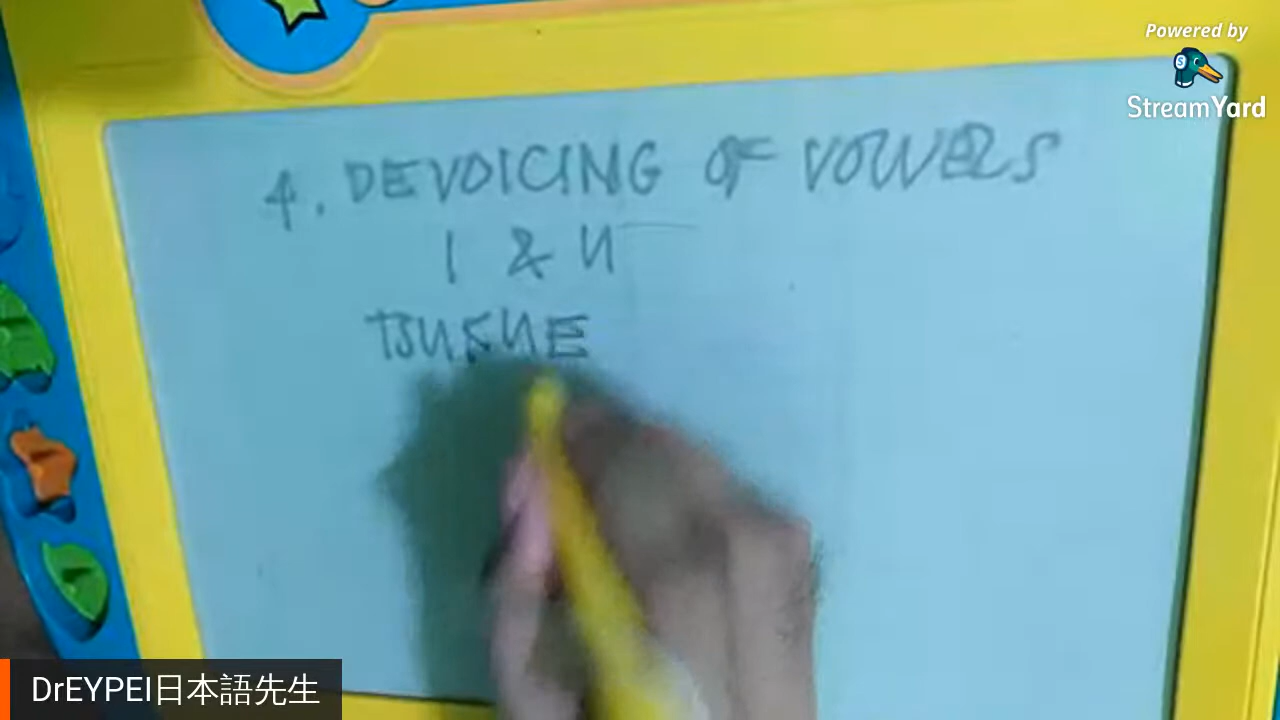 Powered by
StreamYard
4. DEVOICING OF VOWELS
I & U
TSUKUE
DrEYPEI日本語先生